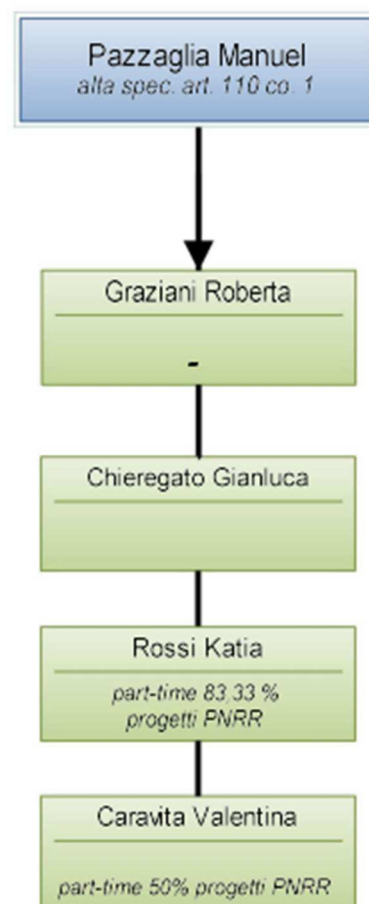 Pazzaglia Manuel
alta spec. art. 110 co. 1
Graziani Roberta
-
Chieregato Gianluca
Rossi Katia
part-time 83,33 %
progetti PNRR
Caravita Valentina
part-time 50% progetti PNRR